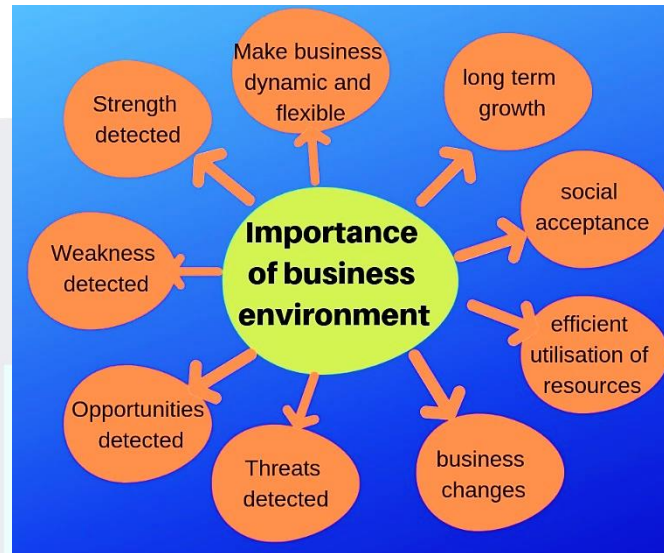 Importance
of business
environment
Make business
dynamic and
flexible
long term
growth
social
acceptance
efficient
utilisation of
resources
business
changes
Threats
detected
Opportunities
detected
Weakness
detected
Strength
detected